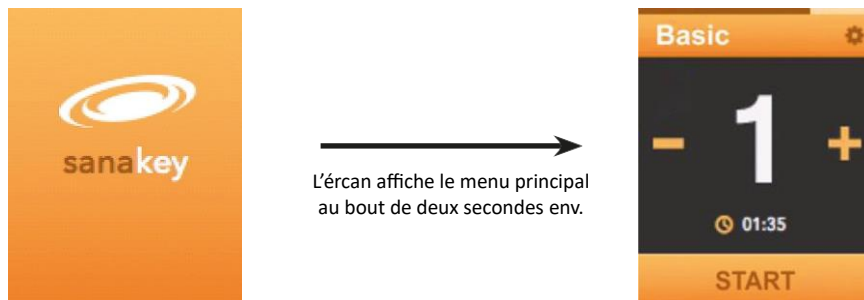 sanakey
L'ércan affiche le menu principal
au bout de deux secondes env.
Basic
- 1 +
01:35
START